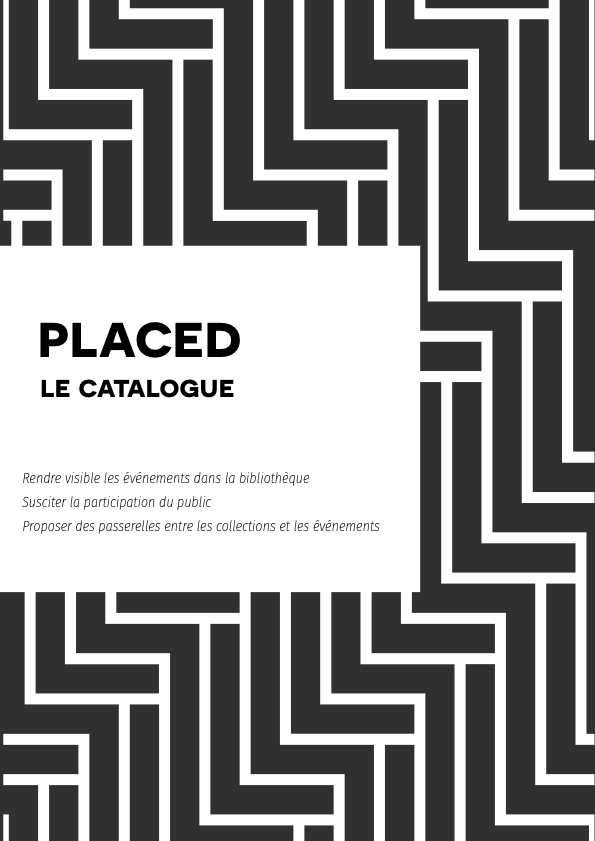 PLACED
LE CATALOGUE
Rendre visible les événements dans la bibliothèque
Susciter la participation du public
Proposer des passerelles entre les collections et les événements